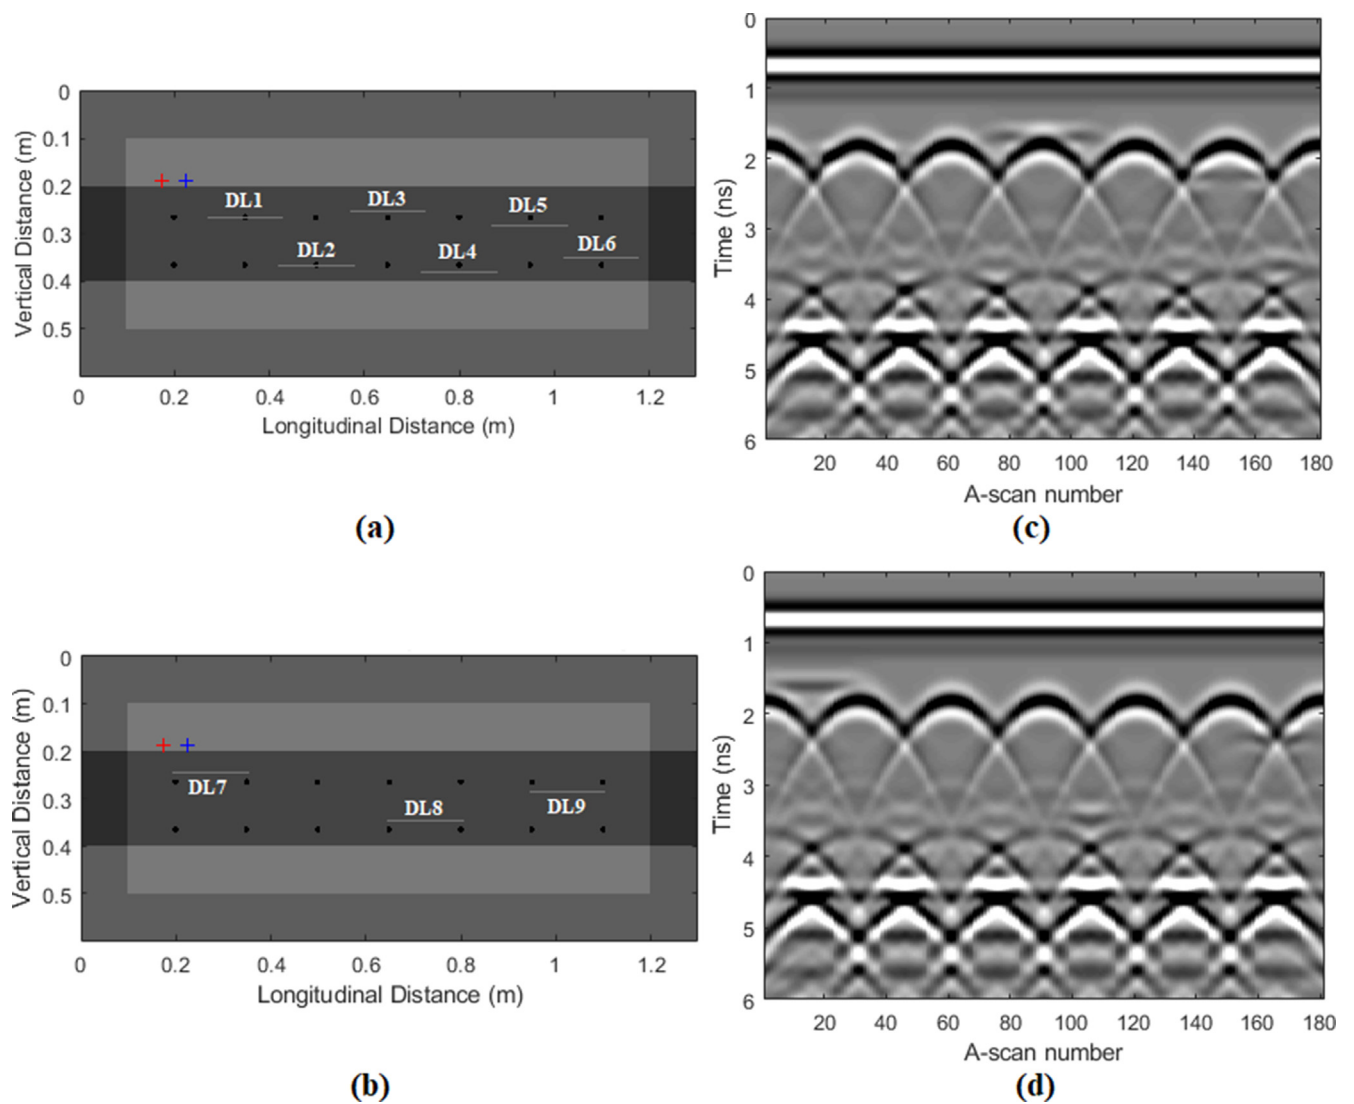 0
0.1
0.2
0.3
0.4
0.5
Vertical Distance (m)
DL1
DL3
DL5
DL2
DL4
DL6
0 0.2 0.4 0.6 0.8 1 1.2
Longitudinal Distance (m)
(a)
0
1
2
3
4
5
6
Time (ns)
20 40 60 80 100 120 140 160 180
A-scan number
(c)
0
0.1
0.2
0.3
0.4
0.5
Vertical Distance (m)
DL7
DL8
DL9
0 0.2 0.4 0.6 0.8 1 1.2
Longitudinal Distance (m)
(b)
0
1
2
3
4
5
6
Time (ns)
20 40 60 80 100 120 140 160 180
A-scan number
(d)